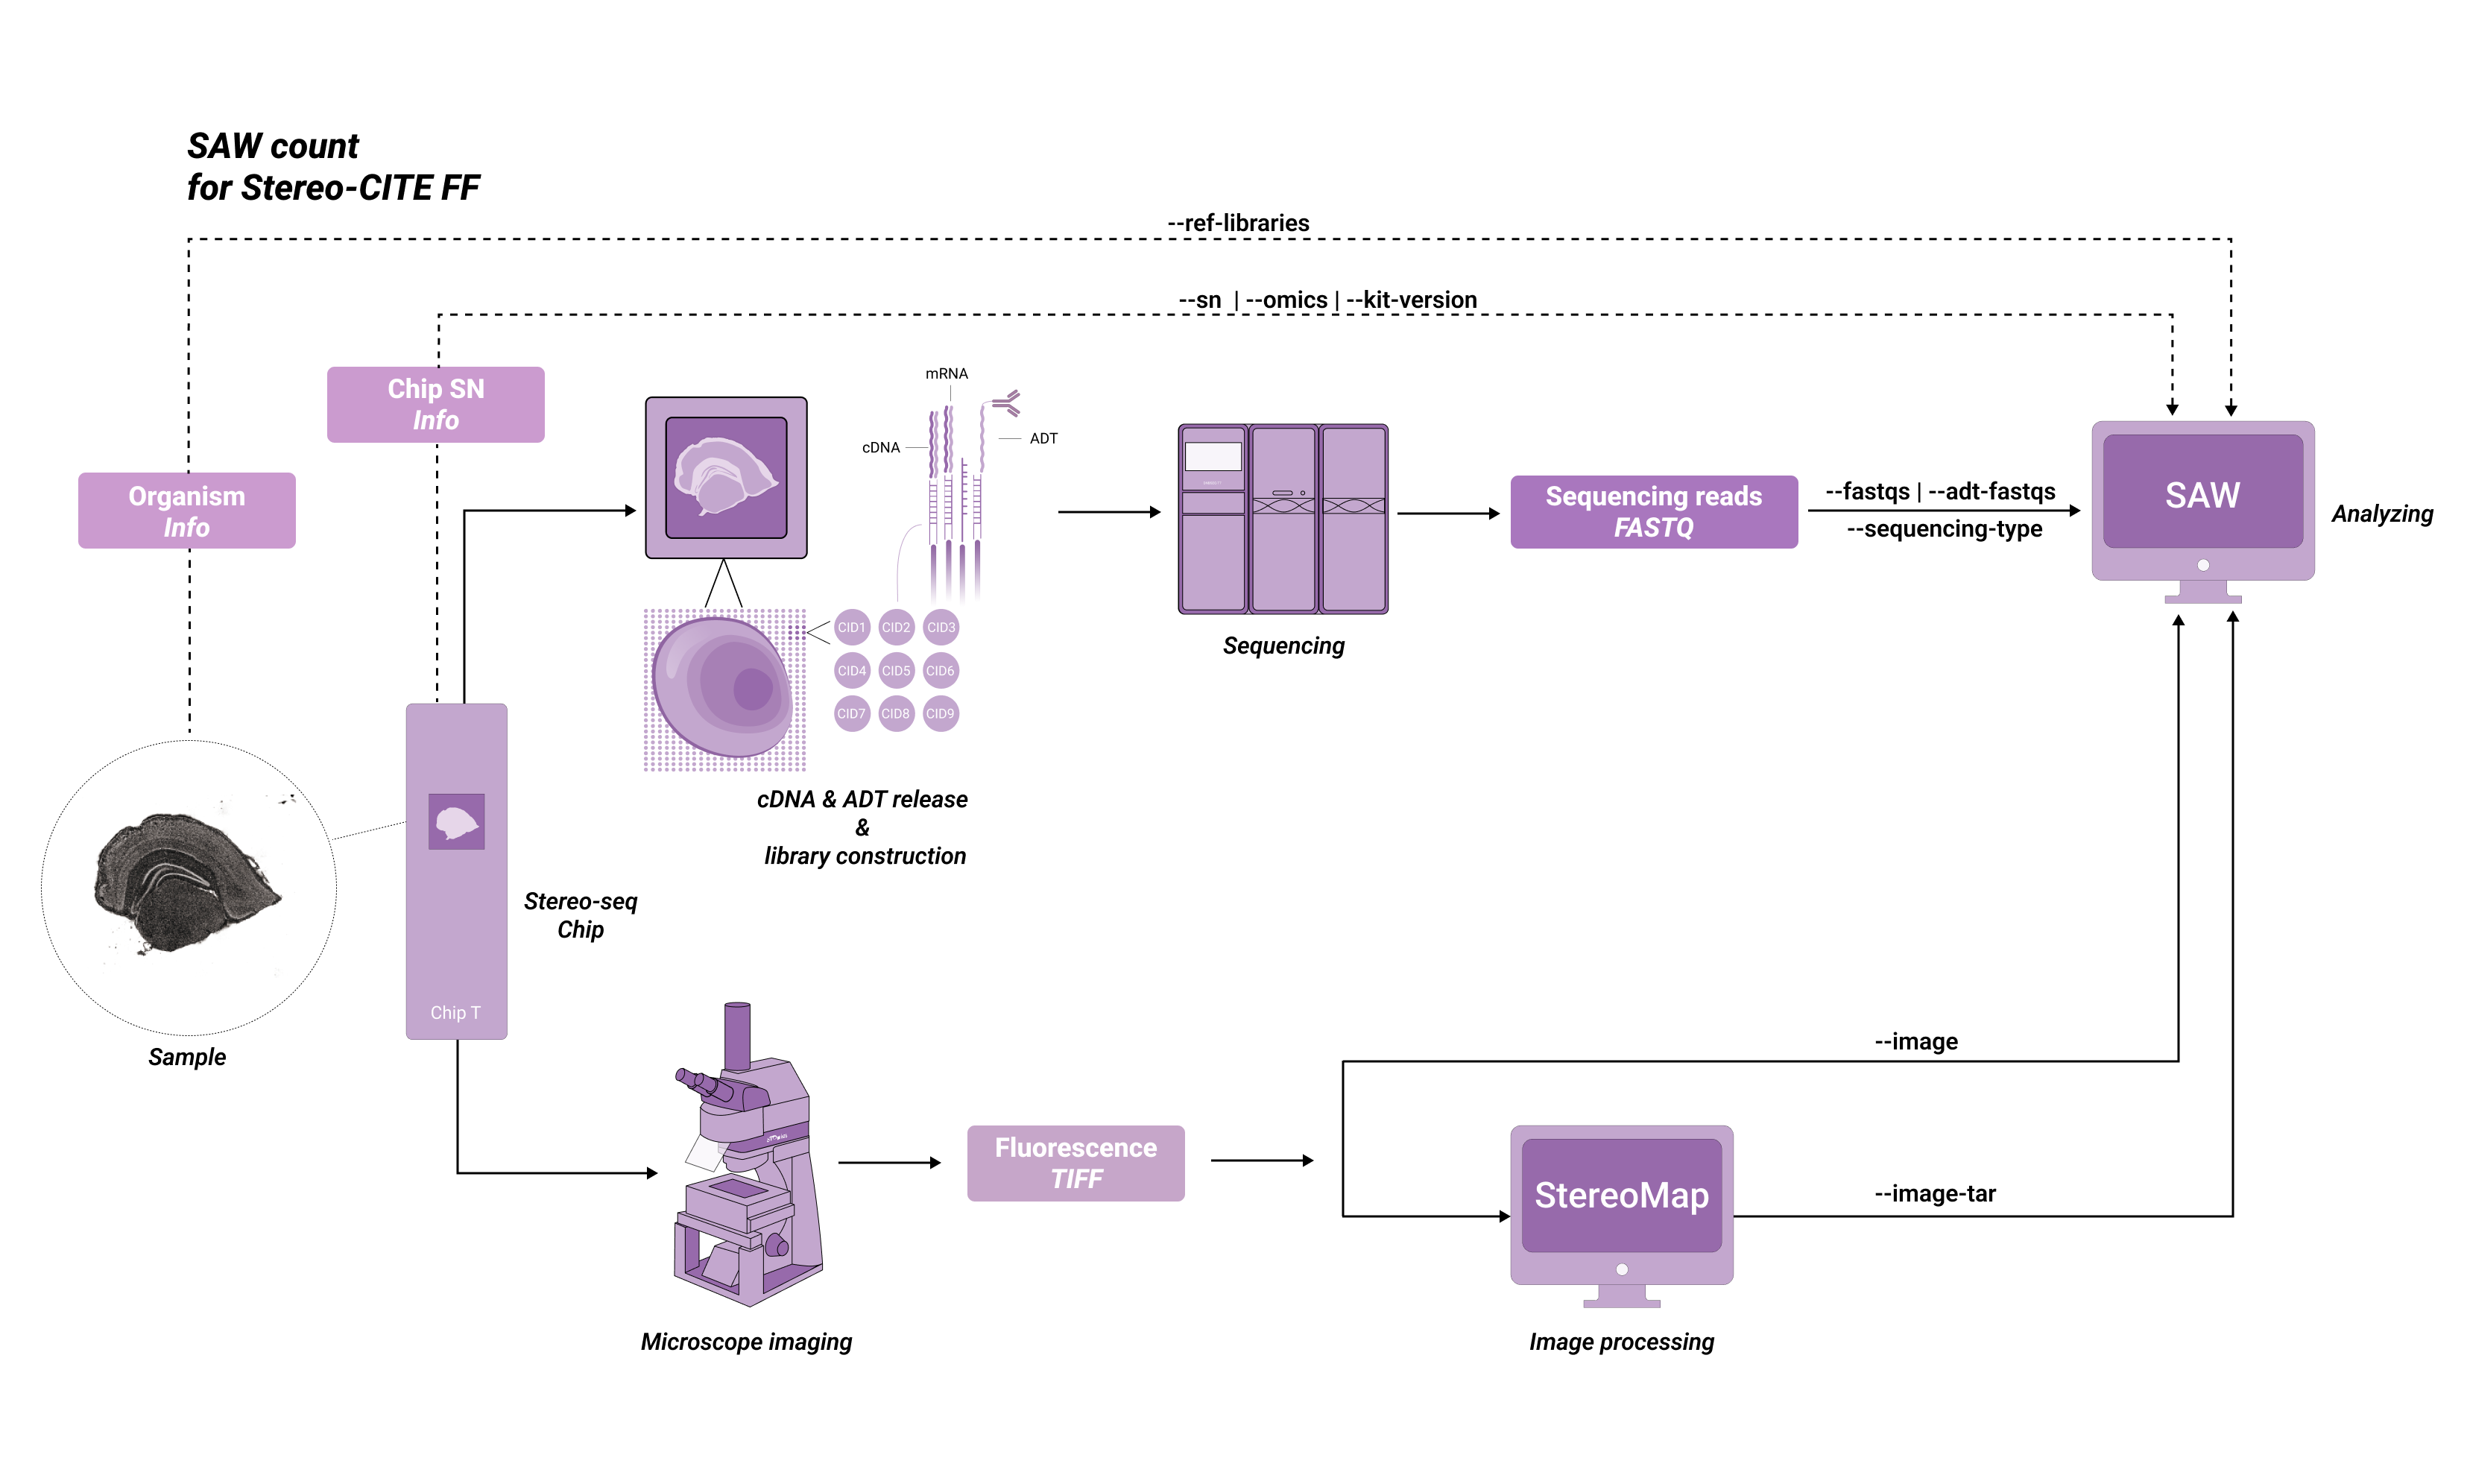 SAW count
for Stereo-CITE FF
--ref-libraries
--sn | --omics | --kit-version
Chip SN
Info
Organism
Info
mRNA
cDNA
ADT
CID1 CID2 CID3
CID4 CID5 CID6
CID7 CID8 CID9
cDNA & ADT release
&
library construction
Sequencing
Sequencing reads
FASTQ
--fastqs | --adt-fastqs
--sequencing-type
SAW
Analyzing
Stereo-seq
Chip
Chip T
Sample
Microscope imaging
Fluorescence
TIFF
--image
StereoMap
--image-tar
Image processing